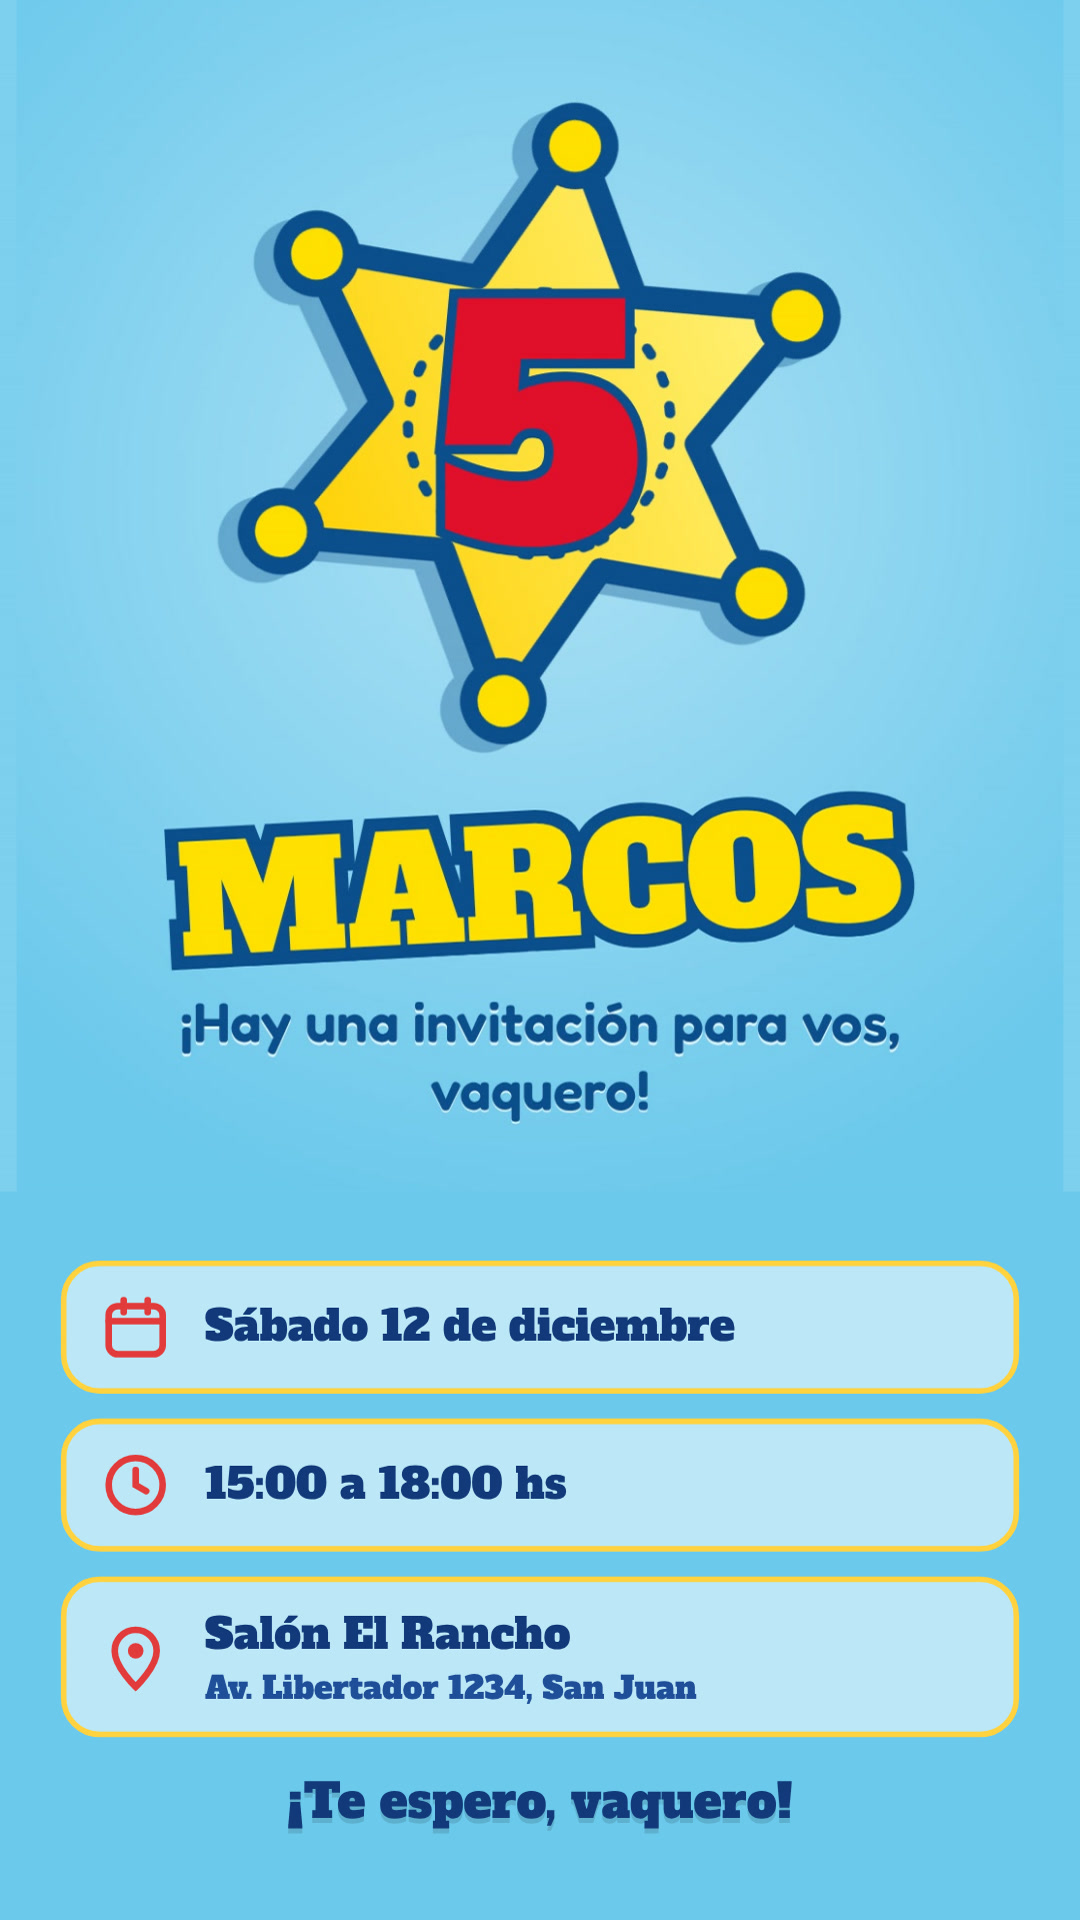 5
MARCOS
¡Hay una invitación para vos,
vaquero!
Sábado 12 de diciembre
15:00 a 18:00 hs
Salón El Rancho
Av. Libertador 1234, San Juan
¡Te espero, vaquero!